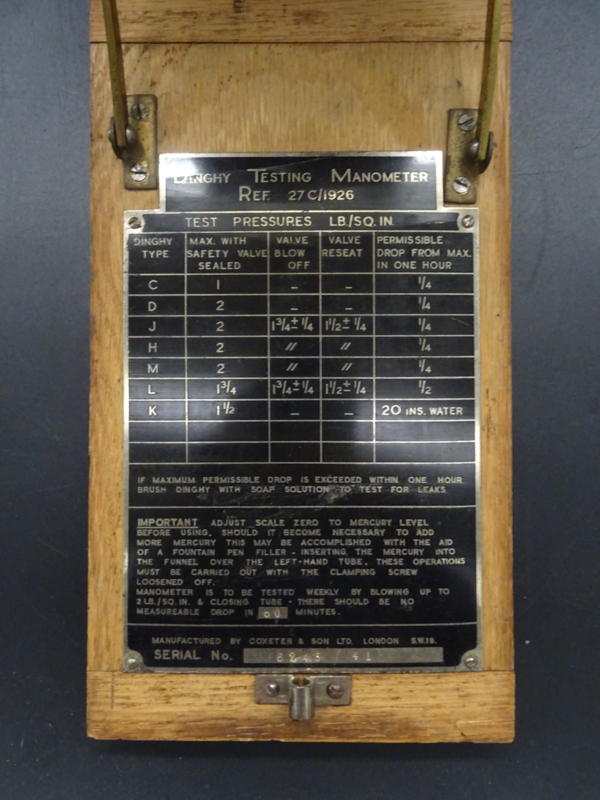 DINGHY TESTING MANOMETER
REF. 27C/1926
TEST PRESSURES LB/SQ.IN.
DINGHY TYPE | MAX. WITH SAFETY VALVE SEALED | VALVE BLOW OFF | VALVE RESEAT | PERMISSIBLE DROP FROM MAX. IN ONE HOUR
C | 1 | – | – | 1/4
D | 2 | – | – | 1/4
J | 2 | 1 3/4 ± 1/4 | 1 1/2 ± 1/4 | 1/4
H | 2 | 〃 | 〃 | 1/4
M | 2 | 〃 | 〃 | 1/4
L | 1 3/4 | 1 3/4 ± 1/4 | 1 1/2 ± 1/4 | 1/2
K | 1 1/2 | – | – | 20 INS. WATER
IF MAXIMUM PERMISSIBLE DROP IS EXCEEDED WITHIN ONE HOUR
BRUSH DINGHY WITH SOAP SOLUTION TO TEST FOR LEAKS
IMPORTANT ADJUST SCALE ZERO TO MERCURY LEVEL
BEFORE USING, SHOULD IT BECOME NECESSARY TO ADD
MORE MERCURY THIS MAY BE ACCOMPLISHED WITH THE AID
OF A FOUNTAIN PEN FILLER - INSERTING THE MERCURY INTO
THE FUNNEL OVER THE LEFT-HAND TUBE. THESE OPERATIONS
MUST BE CARRIED OUT WITH THE CLAMPING SCREW
LOOSENED OFF.
MANOMETER IS TO BE TESTED WEEKLY BY BLOWING UP TO
2 LB./SQ.IN. & CLOSING TUBE - THERE SHOULD BE NO
MEASUREABLE DROP IN 60 MINUTES.
MANUFACTURED BY COXETER & SON LTD. LONDON S.W.19.
SERIAL No. 41